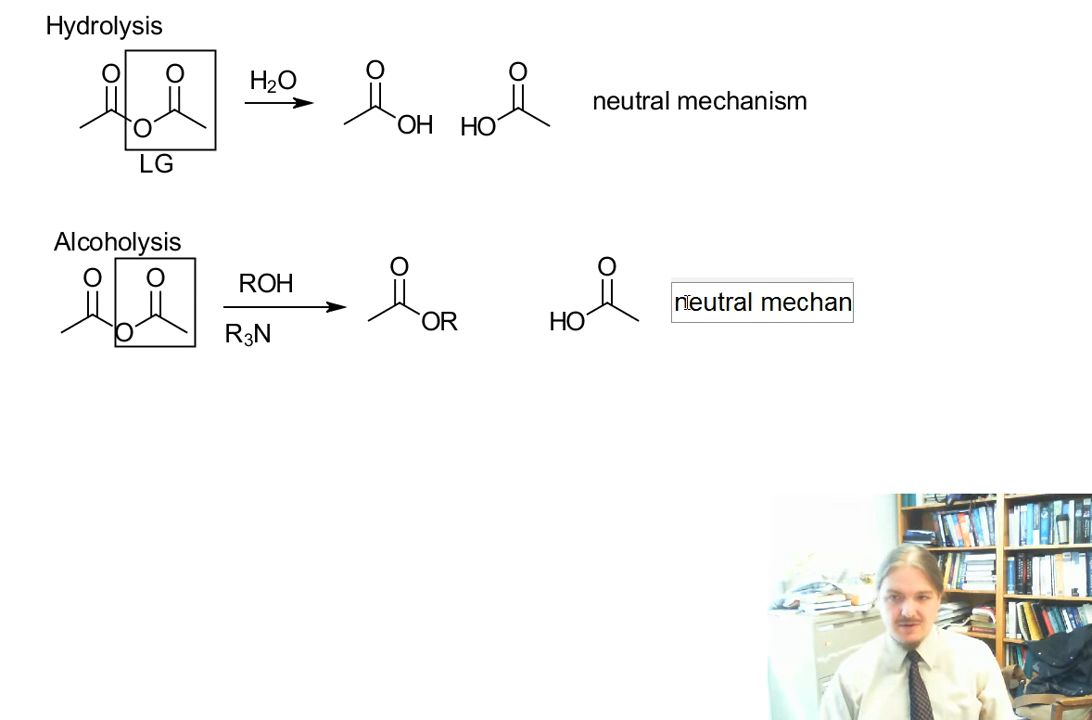 Hydrolysis
O O H₂O O O
O OH HO neutral mechanism
LG
Alcoholysis
O O ROH O O
O R₃N OR HO neutral mechan